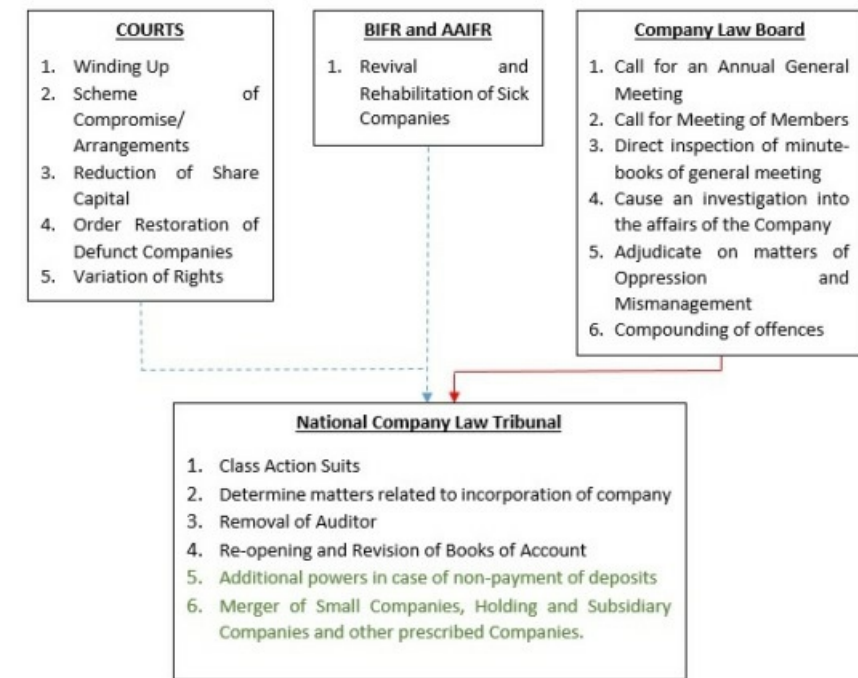 COURTS
1. Winding Up
2. Scheme of
Compromise/
Arrangements
3. Reduction of Share
Capital
4. Order Restoration of
Defunct Companies
5. Variation of Rights
BIFR and AAIFR
1. Revival and
Rehabilitation of Sick
Companies
Company Law Board
1. Call for an Annual General
Meeting
2. Call for Meeting of Members
3. Direct inspection of minute-
books of general meeting
4. Cause an investigation into
the affairs of the Company
5. Adjudicate on matters of
Oppression and
Mismanagement
6. Compounding of offences
National Company Law Tribunal
1. Class Action Suits
2. Determine matters related to incorporation of company
3. Removal of Auditor
4. Re-opening and Revision of Books of Account
5. Additional powers in case of non-payment of deposits
6. Merger of Small Companies, Holding and Subsidiary
Companies and other prescribed Companies.